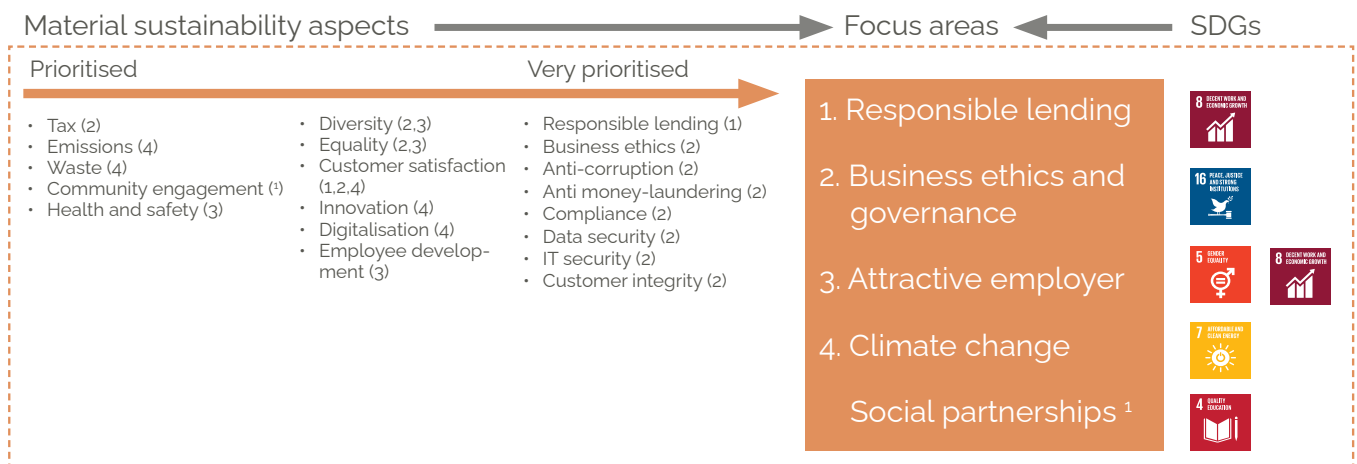 Material sustainability aspects
Focus areas
SDGs
Prioritised
Very prioritised
• Tax (2)
• Emissions (4)
• Waste (4)
• Community engagement (¹)
• Health and safety (3)
• Diversity (2,3)
• Equality (2,3)
• Customer satisfaction
(1,2,4)
• Innovation (4)
• Digitalisation (4)
• Employee develop-
ment (3)
• Responsible lending (1)
• Business ethics (2)
• Anti-corruption (2)
• Anti money-laundering (2)
• Compliance (2)
• Data security (2)
• IT security (2)
• Customer integrity (2)
1. Responsible lending
2. Business ethics and
governance
3. Attractive employer
4. Climate change
Social partnerships ¹
8 DECENT WORK AND
ECONOMIC GROWTH
16 PEACE, JUSTICE
AND STRONG
INSTITUTIONS
5 GENDER
EQUALITY
8 DECENT WORK AND
ECONOMIC GROWTH
7 AFFORDABLE AND
CLEAN ENERGY
4 QUALITY
EDUCATION